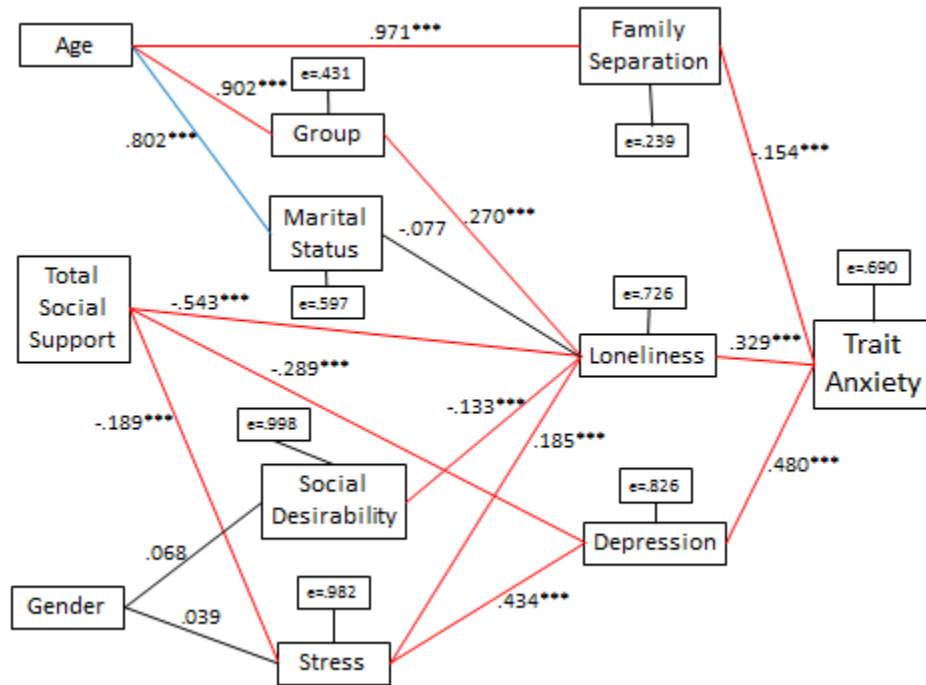 Age
.971***
Family
Separation
e=.431
.902***
Group
e=.239
.802***
-.154***
Marital
Status
-.077
.270***
Total
Social
Support
e=.597
e=.726
e=.690
-.543***
Loneliness
.329***
Trait
Anxiety
-.289***
-.189***
e=.998
-.133***
.185***
Social
Desirability
e=.826
.480***
Depression
.068
Gender
.039
e=.982
.434***
Stress